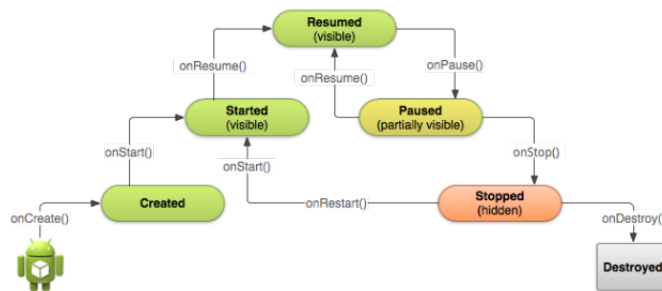 Resumed
(visible)
onResume()
onResume()
onPause()
Started
(visible)
Paused
(partially visible)
onStart()
onStart()
onStop()
Created
onRestart()
Stopped
(hidden)
onCreate()
onDestroy()
Destroyed